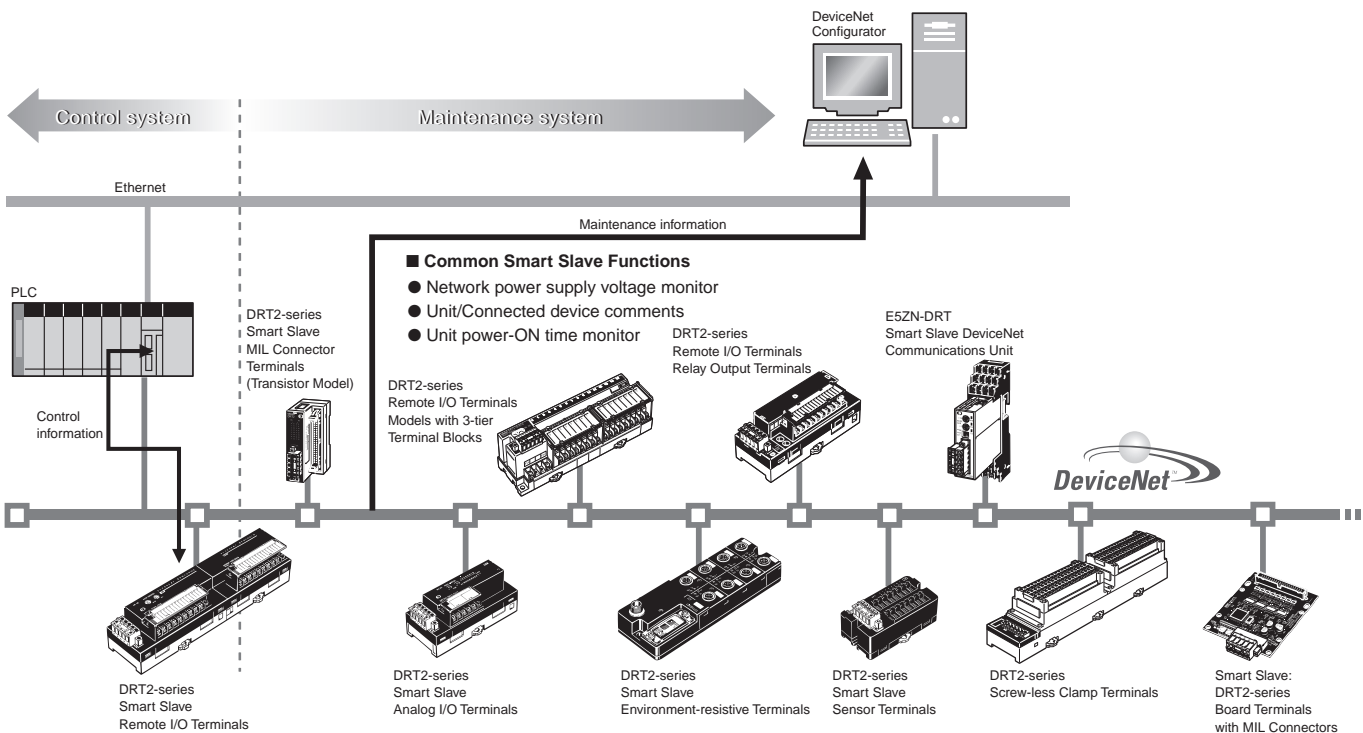 DeviceNet
Configurator
Control system
Maintenance system
Ethernet
Maintenance information
■ Common Smart Slave Functions
● Network power supply voltage monitor
● Unit/Connected device comments
● Unit power-ON time monitor
PLC
Control
information
DRT2-series
Smart Slave
MIL Connector
Terminals
(Transistor Model)
DRT2-series
Remote I/O Terminals
Models with 3-tier
Terminal Blocks
DRT2-series
Remote I/O Terminals
Relay Output Terminals
E5ZN-DRT
Smart Slave DeviceNet
Communications Unit
DeviceNet™
DRT2-series
Smart Slave
Remote I/O Terminals
DRT2-series
Smart Slave
Analog I/O Terminals
DRT2-series
Smart Slave
Environment-resistive Terminals
DRT2-series
Smart Slave
Sensor Terminals
DRT2-series
Screw-less Clamp Terminals
Smart Slave:
DRT2-series
Board Terminals
with MIL Connectors